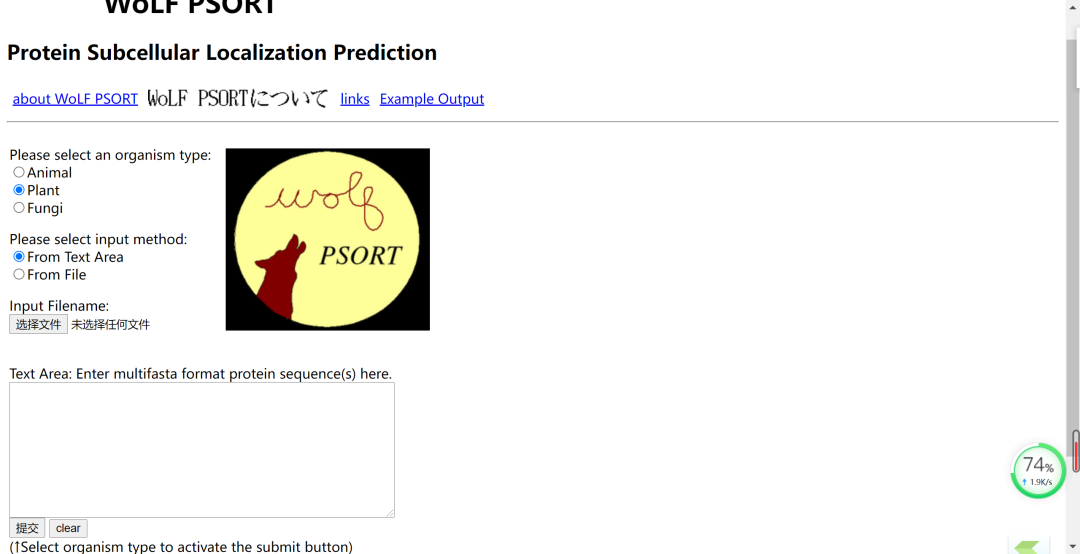 WoLF PSORT
Protein Subcellular Localization Prediction
about WoLF PSORT WoLF PSORTについて links Example Output
Please select an organism type:
Animal
Plant
Fungi
Please select input method:
From Text Area
From File
Input Filename:
选择文件 未选择任何文件
wolf
PSORT
Text Area: Enter multifasta format protein sequence(s) here.
74%
↑ 1.9K/s
提交 clear
(↑Select organism type to activate the submit button)